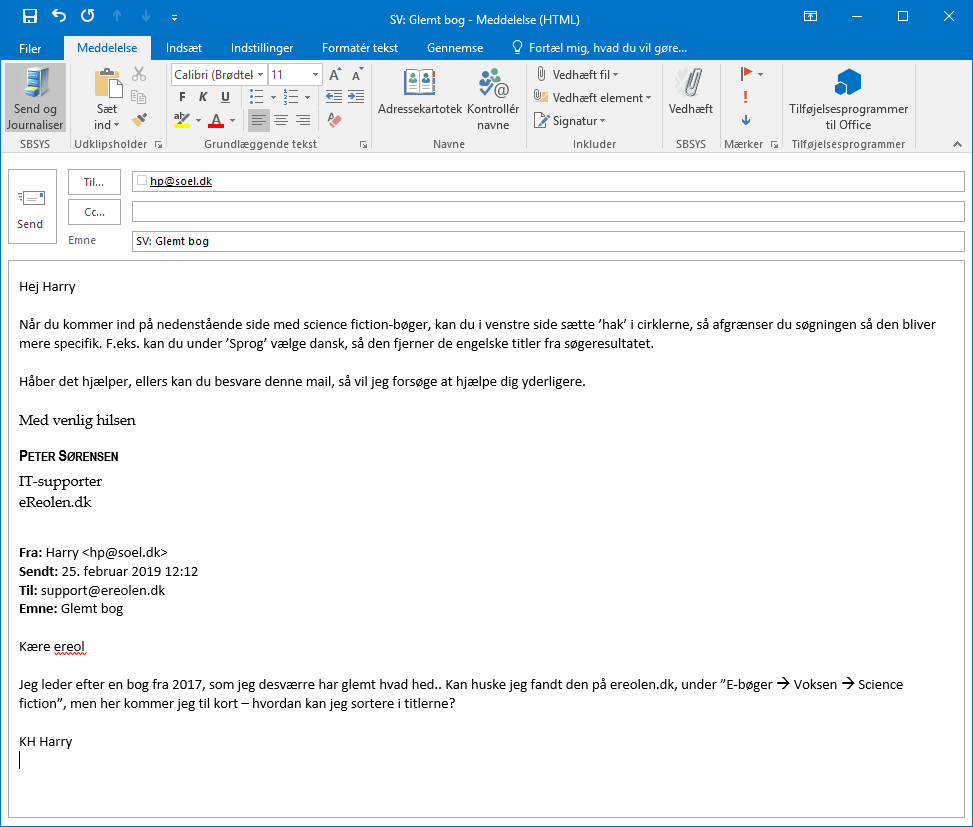 SV: Glemt bog - Meddelelse (HTML)
Filer Meddelelse Indsæt Indstillinger Formatér tekst Gennemse Fortæl mig, hvad du vil gøre...
Send og Journaliser
SBSYS
Sæt ind
Udklipsholder
Calibri (Brødtel 11
F K U
Grundlæggende tekst
Adressekartotek Kontrollér navne
Navne
Vedhæft fil
Vedhæft element
Signatur
Inkluder
Vedhæft
SBSYS
Mærker
Tilføjelsesprogrammer til Office
Tilføjelsesprogrammer
Send
Til... hp@soel.dk
Cc...
Emne SV: Glemt bog
Hej Harry
Når du kommer ind på nedenstående side med science fiction-bøger, kan du i venstre side sætte ’hak’ i cirklerne, så afgrænser du søgningen så den bliver
mere specifik. F.eks. kan du under ’Sprog’ vælge dansk, så den fjerner de engelske titler fra søgeresultatet.
Håber det hjælper, ellers kan du besvare denne mail, så vil jeg forsøge at hjælpe dig yderligere.
Med venlig hilsen
PETER SØRENSEN
IT-supporter
eReolen.dk
Fra: Harry <hp@soel.dk>
Sendt: 25. februar 2019 12:12
Til: support@ereolen.dk
Emne: Glemt bog
Kære ereol
Jeg leder efter en bog fra 2017, som jeg desværre har glemt hvad hed.. Kan huske jeg fandt den på ereolen.dk, under ”E-bøger → Voksen → Science
fiction”, men her kommer jeg til kort – hvordan kan jeg sortere i titlerne?
KH Harry